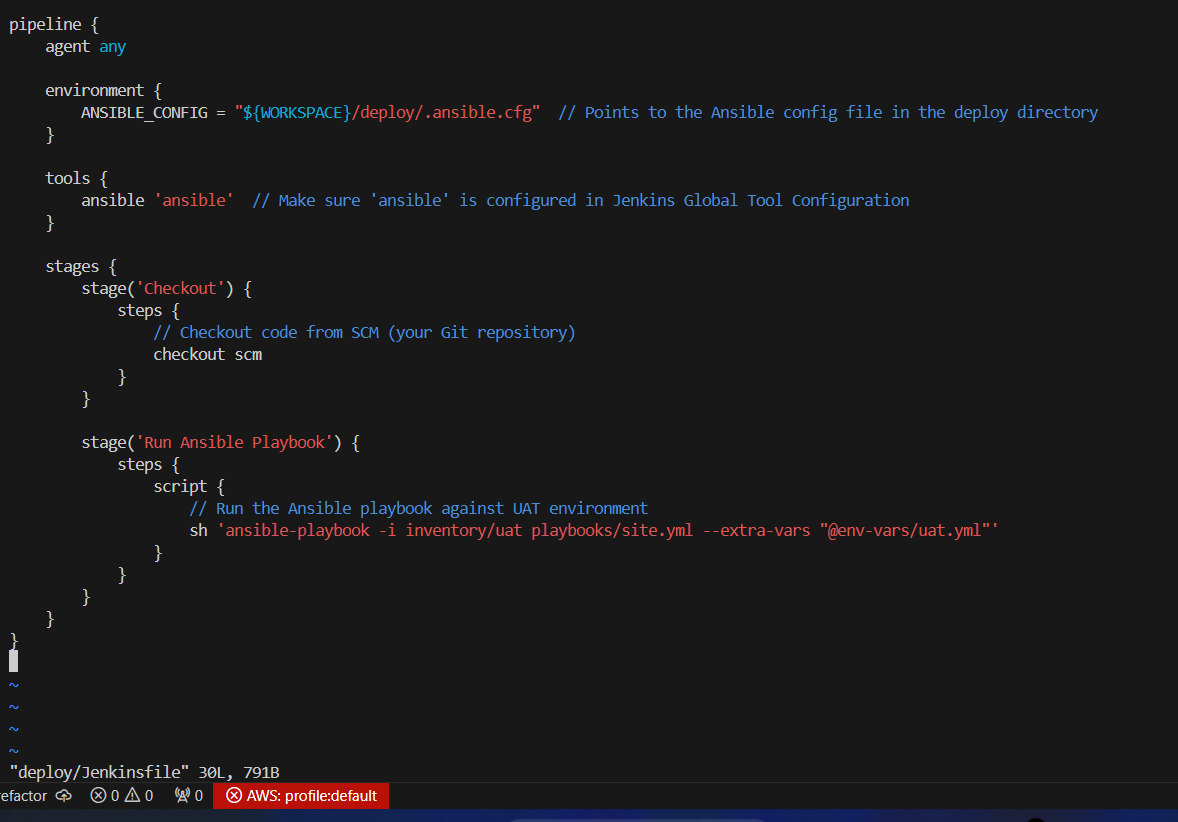 pipeline {
    agent any

    environment {
        ANSIBLE_CONFIG = "${WORKSPACE}/deploy/.ansible.cfg"  // Points to the Ansible config file in the deploy directory
    }

    tools {
        ansible 'ansible'  // Make sure 'ansible' is configured in Jenkins Global Tool Configuration
    }

    stages {
        stage('Checkout') {
            steps {
                // Checkout code from SCM (your Git repository)
                checkout scm
            }
        }

        stage('Run Ansible Playbook') {
            steps {
                script {
                    // Run the Ansible playbook against UAT environment
                    sh 'ansible-playbook -i inventory/uat playbooks/site.yml --extra-vars "@env-vars/uat.yml"'
                }
            }
        }
    }
}
~
~
~
~
"deploy/Jenkinsfile" 30L, 791B
efactor 0 0 0 AWS: profile:default